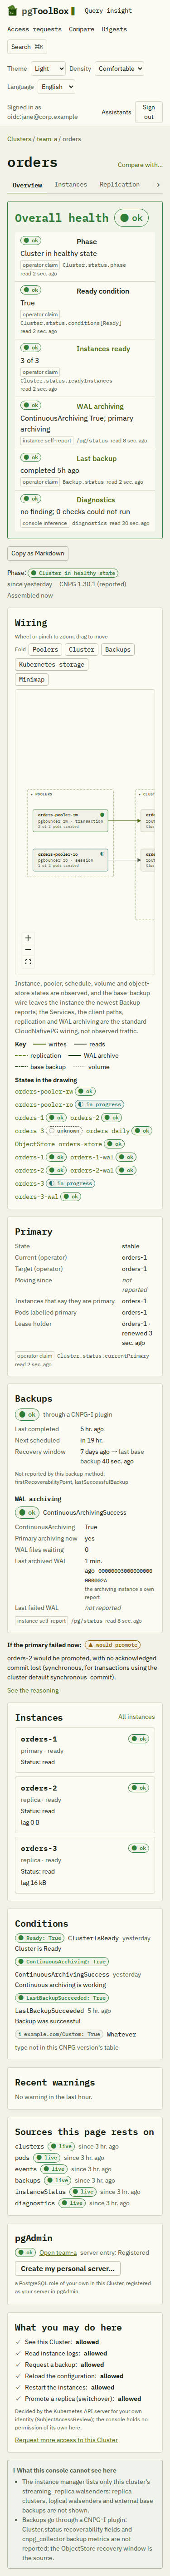 pgToolBox Query insight
Access requests Compare Digests
Search ⌘K
Theme Light Density Comfortable
Language English
Signed in as
oidc:jane@corp.example
Assistants
Sign
out
Clusters / team-a / orders
orders
Compare with...
Overview Instances Replication
Overall health ok
ok Phase
Cluster in healthy state
operator claim Cluster.status.phase
read 2 sec. ago
ok Ready condition
True
operator claim
Cluster.status.conditions[Ready]
read 2 sec. ago
ok Instances ready
3 of 3
operator claim
Cluster.status.readyInstances
read 2 sec. ago
ok WAL archiving
ContinuousArchiving True; primary
archiving
instance self-report /pg/status read 8 sec. ago
ok Last backup
completed 5h ago
operator claim Backup.status read 2 sec. ago
ok Diagnostics
no finding; 0 checks could not run
console inference diagnostics read 20 sec. ago
Copy as Markdown
Phase: Cluster in healthy state
since yesterday CNPG 1.30.1 (reported)
Assembled now
Wiring
Wheel or pinch to zoom, drag to move
Fold Poolers Cluster Backups
Kubernetes storage
Minimap
POOLERS
orders-pooler-rw
pgbouncer rw · transaction
2 of 2 pods created
orders-pooler-ro
pgbouncer ro · session
1 of 2 pods created
Instance, pooler, schedule, volume and object-
store states are observed, and the base-backup
wire leaves the instance the newest Backup
reports; the Services, the client paths,
replication and WAL archiving are the standard
CloudNativePG wiring, not observed traffic.
Key writes reads
replication WAL archive
base backup volume
States in the drawing
orders-pooler-rw ok
orders-pooler-ro in progress
orders-1 ok orders-2 ok
orders-3 unknown orders-daily ok
ObjectStore orders-store ok
orders-1 ok orders-1-wal ok
orders-2 ok orders-2-wal ok
orders-3 in progress
orders-3-wal ok
Primary
State stable
Current (operator) orders-1
Target (operator) orders-1
Moving since not
reported
Instances that say they are primary orders-1
Pods labelled primary orders-1
Lease holder orders-1 ·
renewed 3
sec. ago
operator claim Cluster.status.currentPrimary
read 2 sec. ago
Backups
ok through a CNPG-I plugin
Last completed 5 hr. ago
Next scheduled in 19 hr.
Recovery window 7 days ago → last base
backup 40 sec. ago
Not reported by this backup method:
firstRecoverabilityPoint, lastSuccessfulBackup
WAL archiving
ok ContinuousArchivingSuccess
ContinuousArchiving True
Primary archiving now yes
WAL files waiting 0
Last archived WAL 1 min.
the archiving instance's own
report
Last failed WAL not reported
instance self-report /pg/status read 8 sec. ago
If the primary failed now: would promote
orders-2 would be promoted, with no acknowledged
commit lost (synchronous, for transactions using the
cluster default synchronous_commit).
See the reasoning
Instances All instances
orders-1 ok
primary · ready
Status: read
orders-2 ok
replica · ready
Status: read
lag 0 B
orders-3 ok
replica · ready
Status: read
lag 16 kB
Conditions
Ready: True ClusterIsReady yesterday
Cluster is Ready
ContinuousArchiving: True
ContinuousArchivingSuccess yesterday
Continuous archiving is working
LastBackupSucceeded: True
LastBackupSucceeded 5 hr. ago
Backup was successful
example.com/Custom: True Whatever
type not in this CNPG version's table
Recent warnings
No warning in the last hour.
Sources this page rests on
clusters live since 3 hr. ago
pods live since 3 hr. ago
events live since 3 hr. ago
backups live since 3 hr. ago
instanceStatus live since 3 hr. ago
diagnostics live since 3 hr. ago
pgAdmin
ok Open team-a server entry: Registered
Create my personal server...
a PostgreSQL role of your own in this Cluster, registered
as your server in pgAdmin
What you may do here
✓ See this Cluster: allowed
✓ Read instance logs: allowed
✓ Request a backup: allowed
✓ Reload the configuration: allowed
✓ Restart the instances: allowed
✓ Promote a replica (switchover): allowed
Decided by the Kubernetes API server for your own
identity (SubjectAccessReview); the console holds no
permission of its own here.
Request more access to this Cluster
What this console cannot see
• The instance manager lists only this cluster's
streaming_replica walsenders: replica
clusters, logical walsenders and external base
backups are not shown.
• Backups go through a CNPG-I plugin:
Cluster.status recovery fields and
cnpg_collector backup metrics are not
reported; the ObjectStore recovery window is
the source.